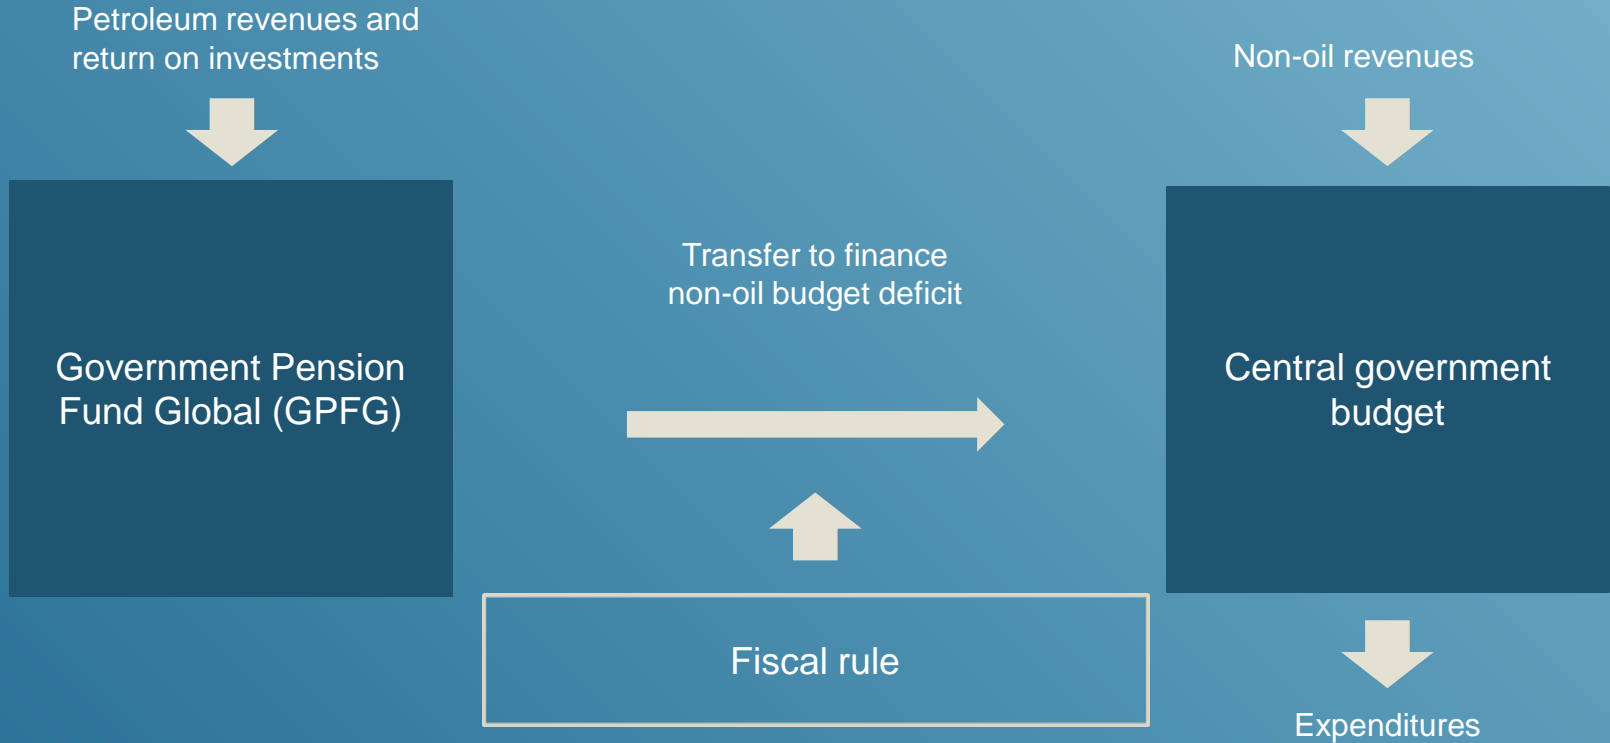 Petroleum revenues and
return on investments
Non-oil revenues
Transfer to finance
non-oil budget deficit
Government Pension
Fund Global (GPFG)
Central government
budget
Fiscal rule
Expenditures